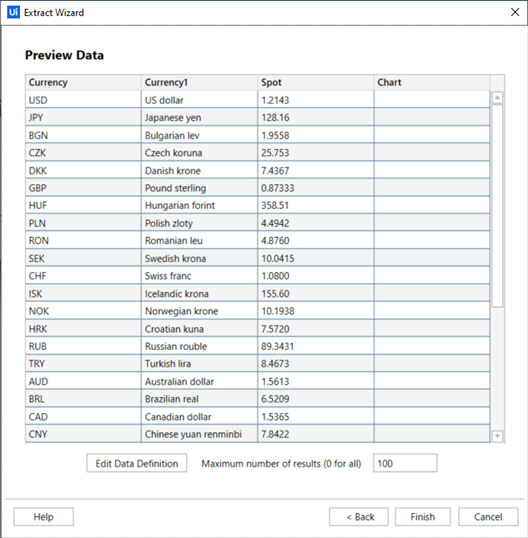 Ui Extract Wizard
Preview Data
Currency Currency1 Spot Chart
USD US dollar 1.2143
JPY Japanese yen 128.16
BGN Bulgarian lev 1.9558
CZK Czech koruna 25.753
DKK Danish krone 7.4367
GBP Pound sterling 0.87333
HUF Hungarian forint 358.51
PLN Polish zloty 4.4942
RON Romanian leu 4.8760
SEK Swedish krona 10.0415
CHF Swiss franc 1.0800
ISK Icelandic krona 155.60
NOK Norwegian krone 10.1938
HRK Croatian kuna 7.5720
RUB Russian rouble 89.3431
TRY Turkish lira 8.4673
AUD Australian dollar 1.5613
BRL Brazilian real 6.5209
CAD Canadian dollar 1.5365
CNY Chinese yuan renminbi 7.8422
Edit Data Definition Maximum number of results (0 for all) 100
Help < Back Finish Cancel